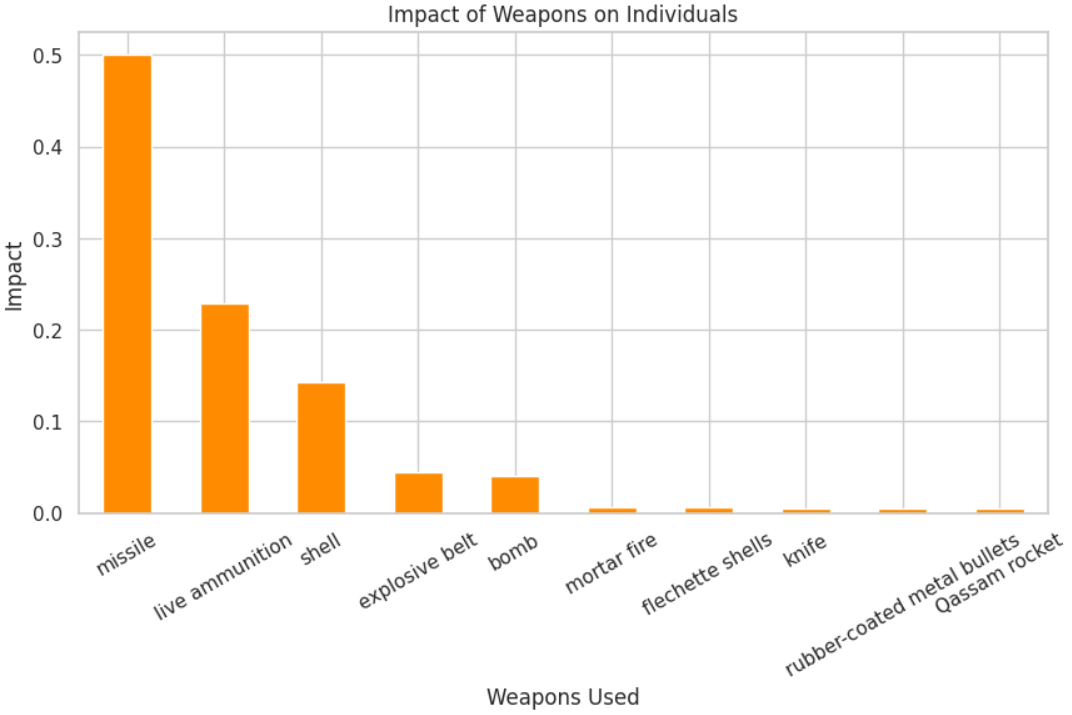 Impact of Weapons on Individuals
Impact
0.5
0.4
0.3
0.2
0.1
0.0
missile
live ammunition
shell
explosive belt
bomb
mortar fire
flechette shells
knife
rubber-coated metal bullets
Qassam rocket
Weapons Used